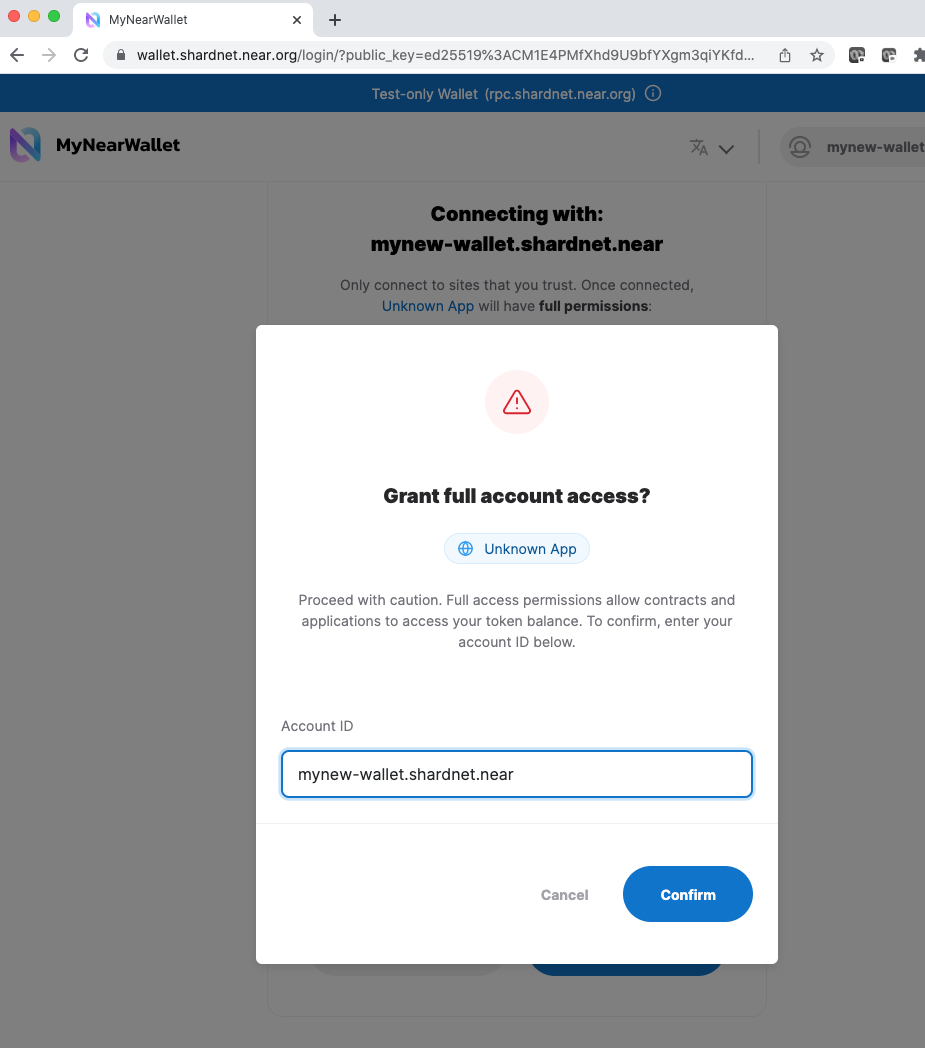 MyNearWallet
wallet.shardnet.near.org/login/?public_key=ed25519%3ACM1E4PMfXhd9U9bfYXgm3qiYKfd...
Test-only Wallet (rpc.shardnet.near.org)
MyNearWallet
mynew-wallet
Connecting with:
mynew-wallet.shardnet.near
Only connect to sites that you trust. Once connected,
Unknown App will have full permissions:
Grant full account access?
Unknown App
Proceed with caution. Full access permissions allow contracts and
applications to access your token balance. To confirm, enter your
account ID below.
Account ID
mynew-wallet.shardnet.near
Cancel
Confirm